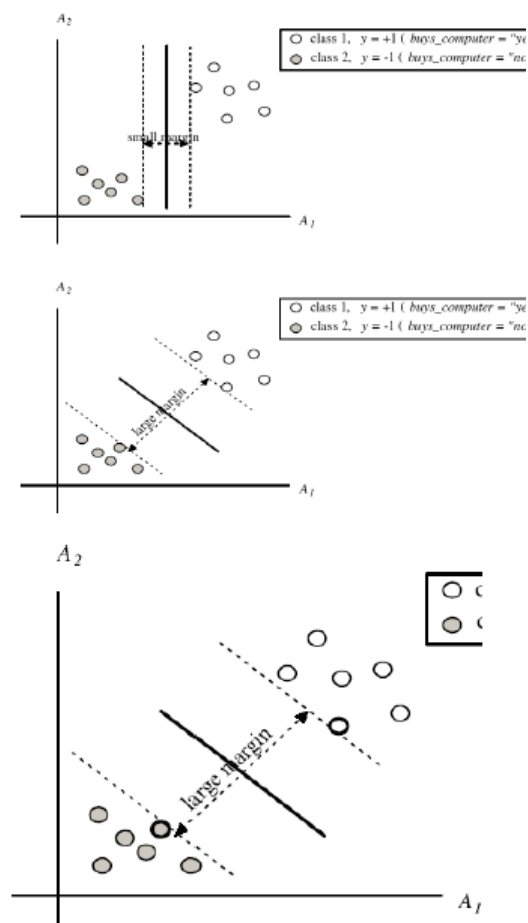 A2
class 1, y = +1 ( buys_computer = "ye
class 2, y = -1 ( buys_computer = "no
small margin
A1
A2
class 1, y = +1 ( buys_computer = "ye
class 2, y = -1 ( buys_computer = "no
large margin
A1
A2
c
c
large margin
A1